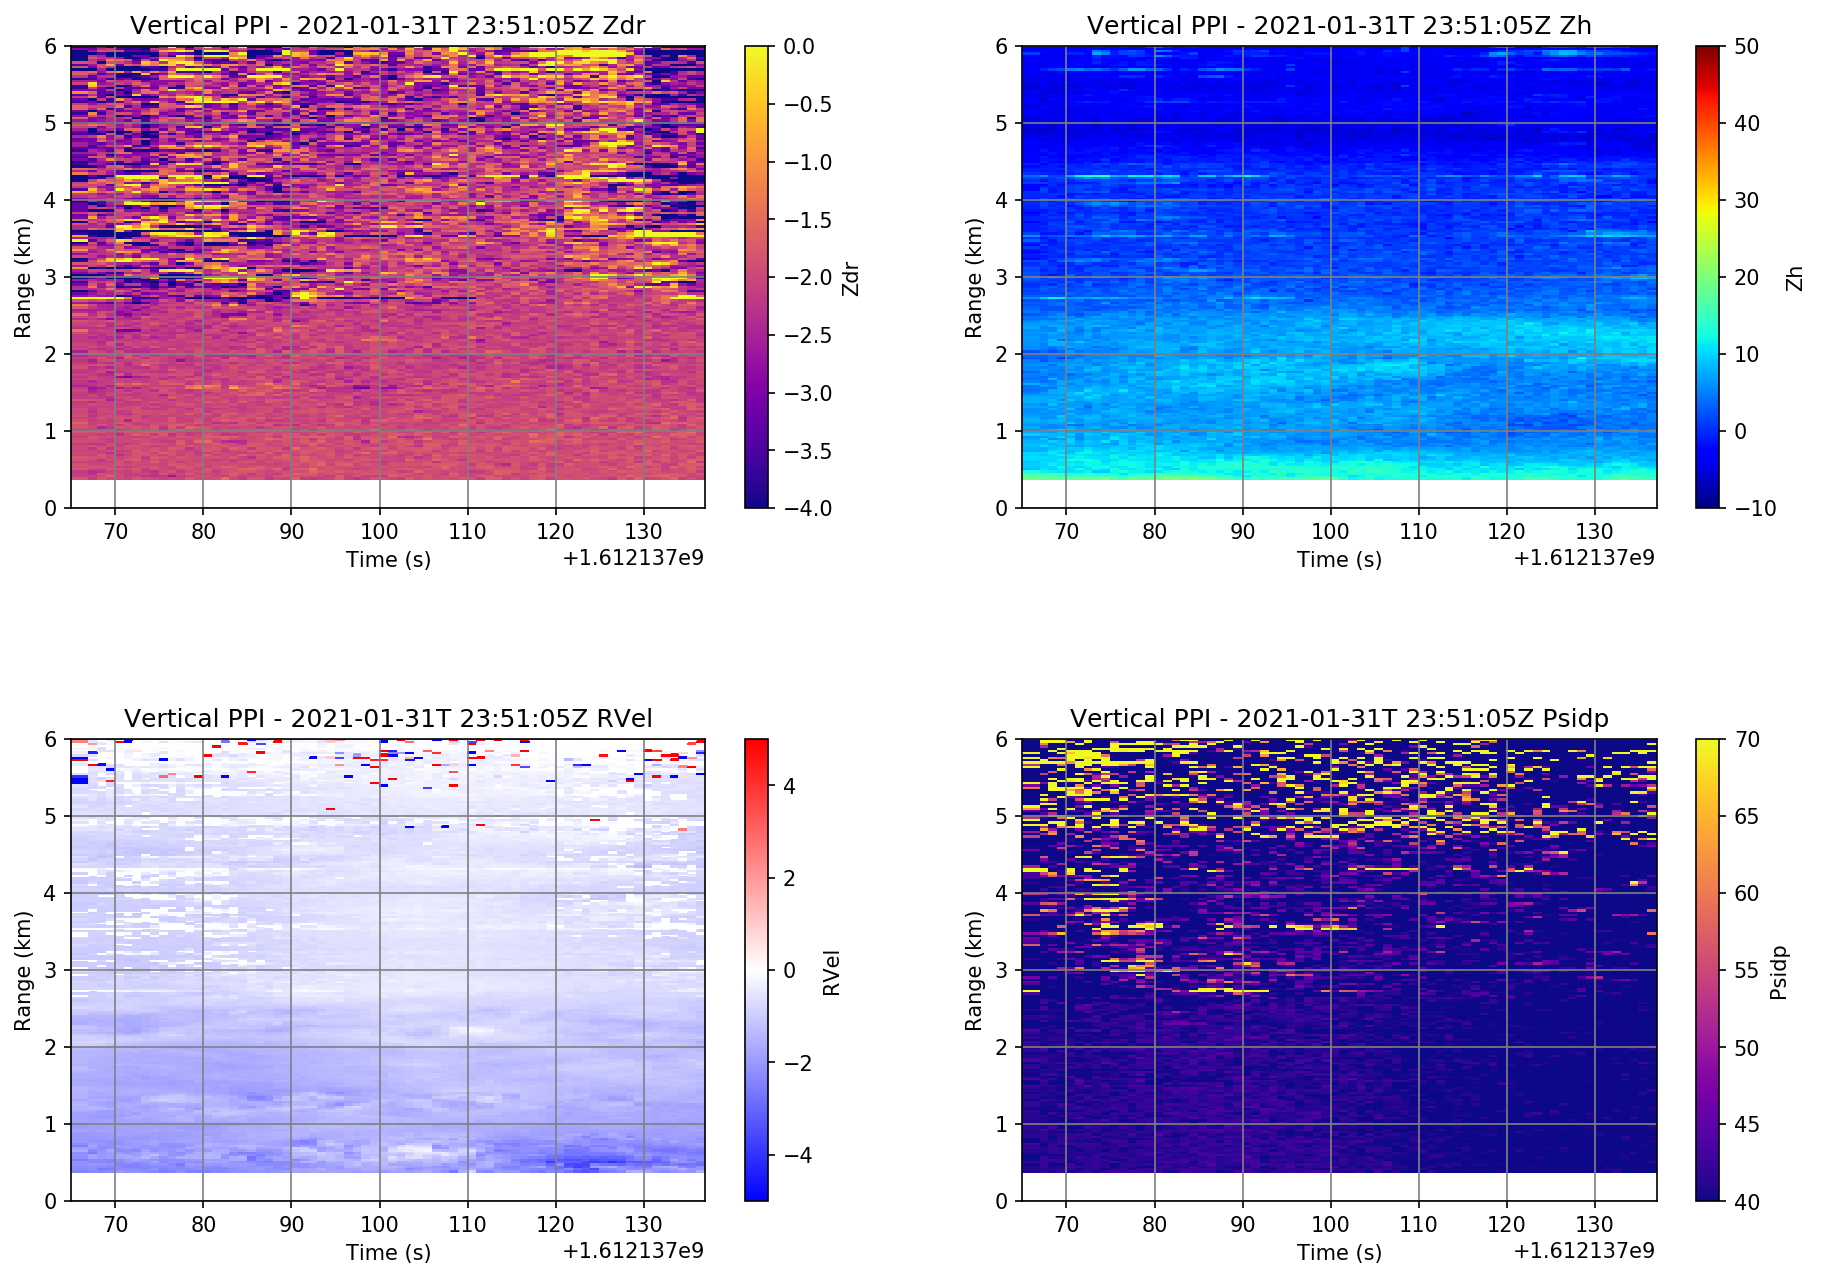 Vertical PPI - 2021-01-31T 23:51:05Z Zdr
6
5
4
3
2
1
0
Range (km)
70 80 90 100 110 120 130
Time (s)
+1.612137e9
0.0
−0.5
−1.0
−1.5
−2.0
−2.5
−3.0
−3.5
−4.0
Zdr
Vertical PPI - 2021-01-31T 23:51:05Z Zh
6
5
4
3
2
1
0
Range (km)
70 80 90 100 110 120 130
Time (s)
+1.612137e9
50
40
30
20
10
0
−10
Zh
Vertical PPI - 2021-01-31T 23:51:05Z RVel
6
5
4
3
2
1
0
Range (km)
70 80 90 100 110 120 130
Time (s)
+1.612137e9
4
2
0
−2
−4
RVel
Vertical PPI - 2021-01-31T 23:51:05Z Psidp
6
5
4
3
2
1
0
Range (km)
70 80 90 100 110 120 130
Time (s)
+1.612137e9
70
65
60
55
50
45
40
Psidp